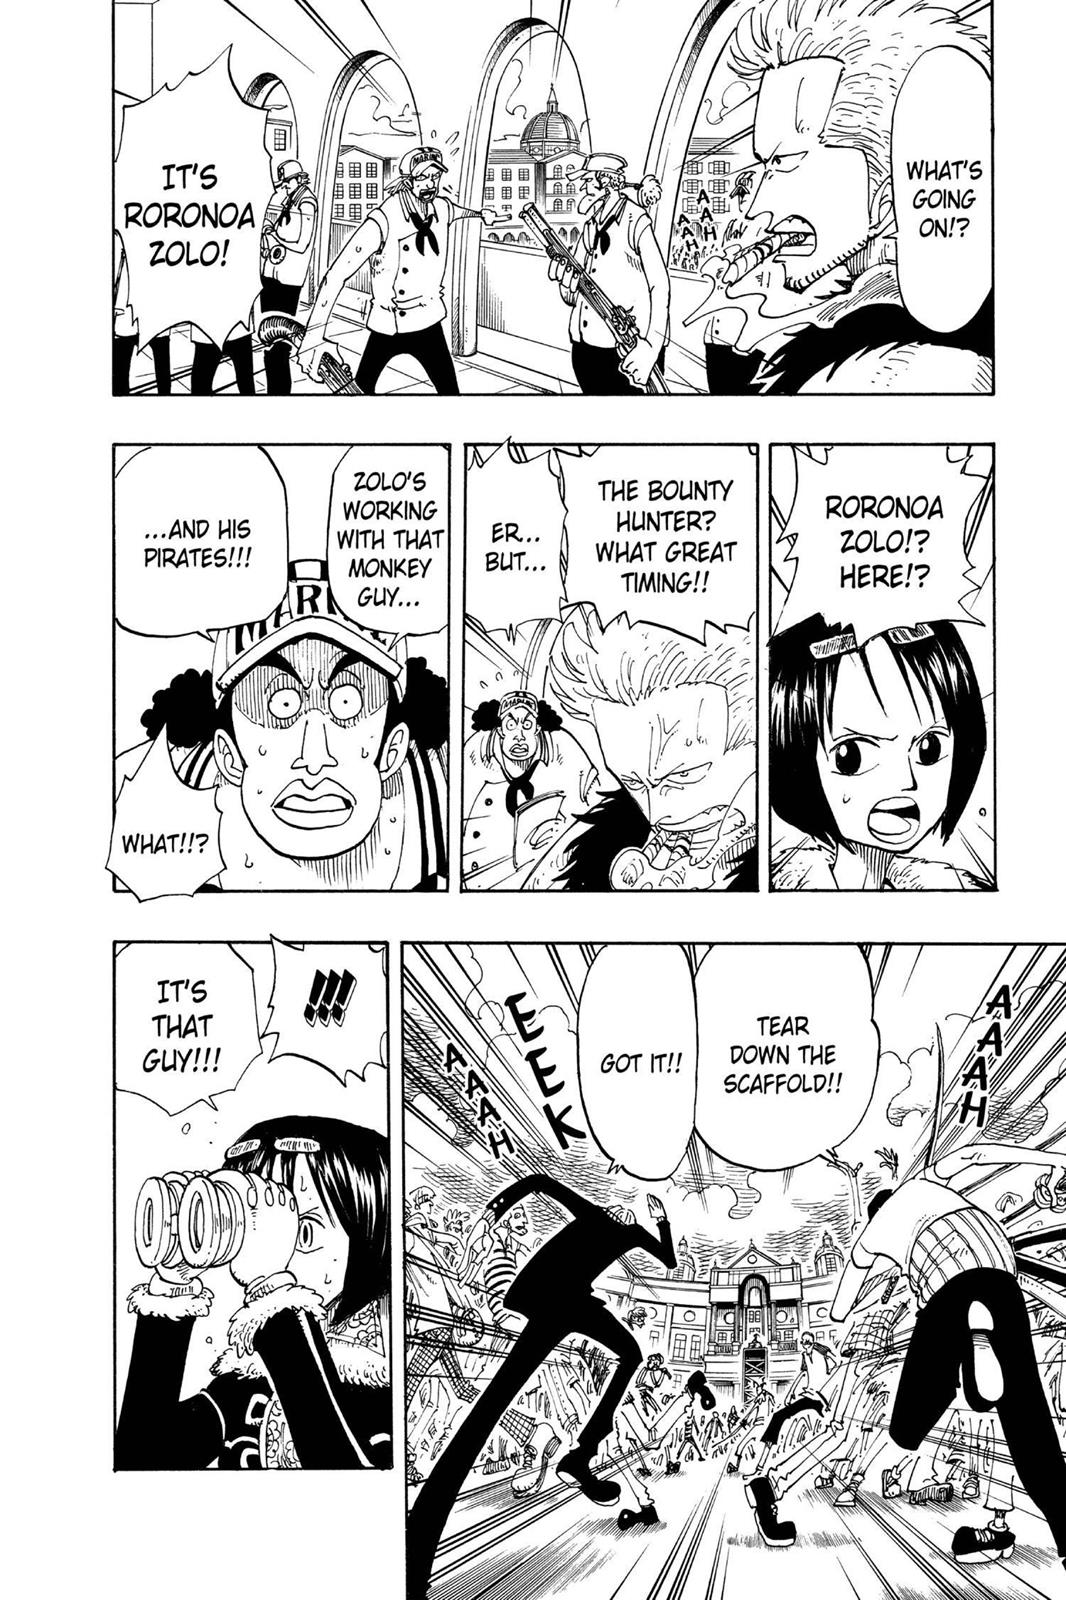 WHAT'S
GOING
ON!?
AAAH
AAAH
MARINE
IT'S
RORONOA
ZOLO!
RORONOA
ZOLO!?
HERE!?
THE BOUNTY
HUNTER?
WHAT GREAT
TIMING!!
ER...
BUT...
MARINE
ZOLO'S
WORKING
WITH THAT
MONKEY
GUY...
...AND HIS
PIRATES!!!
MARINE
WHAT!!?
AAAH
TEAR
DOWN THE
SCAFFOLD!!
GOT IT!!
EEEK
AAAH
!!!
IT'S
THAT
GUY!!!